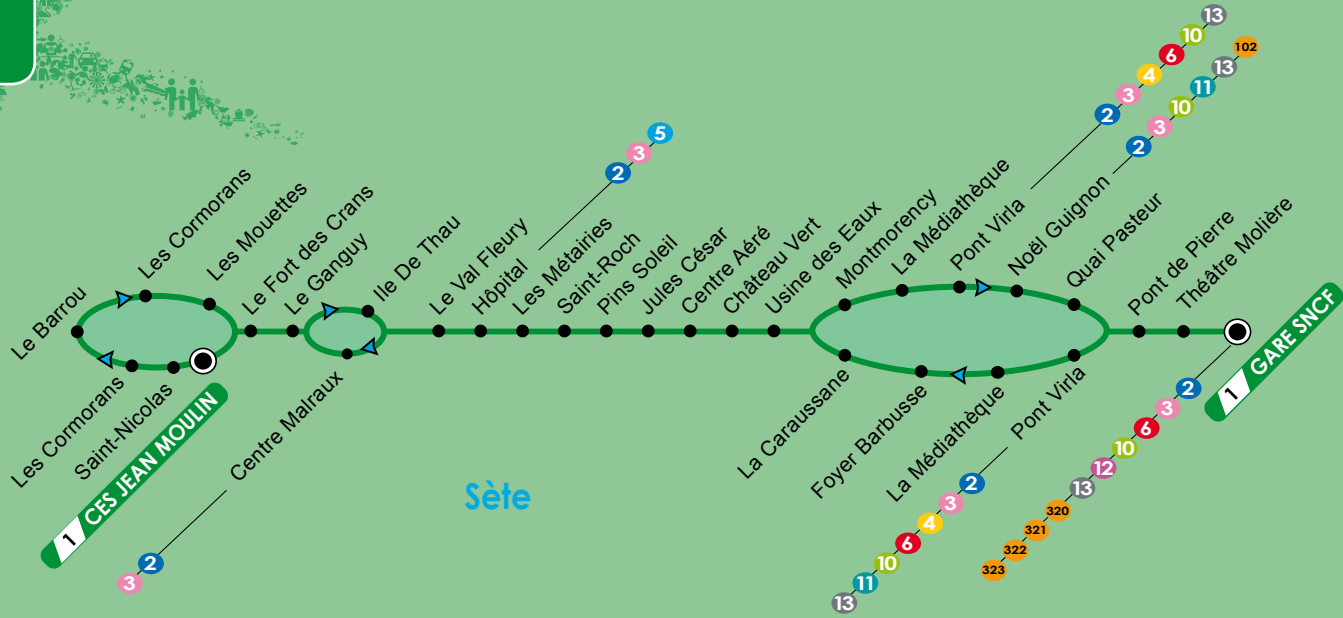 Le Barrou
Les Cormorans
Les Mouettes
Le Fort des Crans
Le Ganguy
Ile De Thau
Le Val Fleury
Hôpital
2
3
5
Les Métairies
Saint-Roch
Pins Soleil
Jules César
Centre Aéré
Château Vert
Usine des Eaux
Montmorency
La Médiathèque
Pont Virla
2
3
4
6
10
13
Noël Guignon
2
3
10
11
13
102
Quai Pasteur
Pont de Pierre
Théâtre Molière
1 GARE SNCF
2
3
6
10
12
13
320
321
322
323
Les Cormorans
Saint-Nicolas
1 CES JEAN MOULIN
Centre Malraux
2
3
Sète
La Caraussane
Foyer Barbusse
La Médiathèque
Pont Virla
2
3
4
6
10
11
13